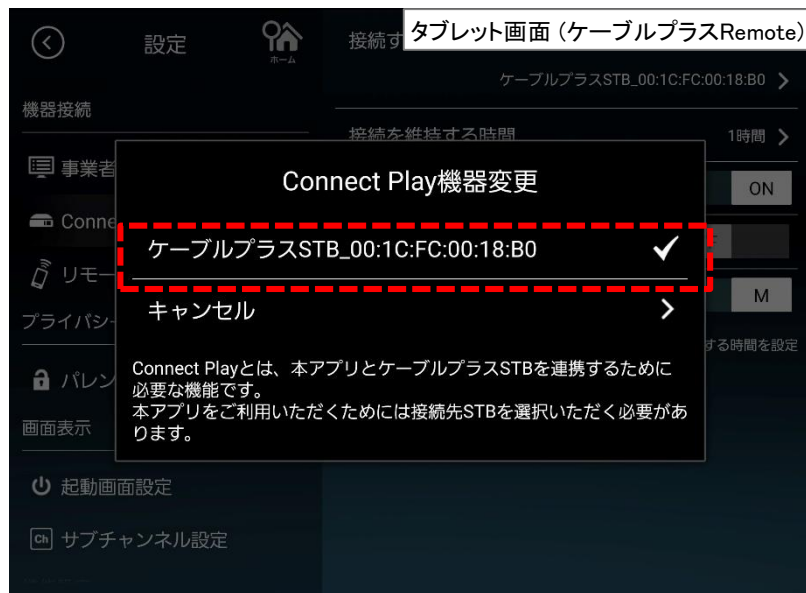 タブレット画面 (ケーブルプラスRemote)
設定
ホーム
接続す
ケーブルプラスSTB_00:1C:FC:00:18:B0
機器接続
接続を維持する時間
1時間
事業者
ON
Conne
リモー
M
プライバシー
する時間を設定
パレン
画面表示
起動画面設定
サブチャンネル設定
Ch
Connect Play機器変更
ケーブルプラスSTB_00:1C:FC:00:18:B0
キャンセル
Connect Playとは、本アプリとケーブルプラスSTBを連携するために
必要な機能です。
本アプリをご利用いただくためには接続先STBを選択いただく必要があ
ります。